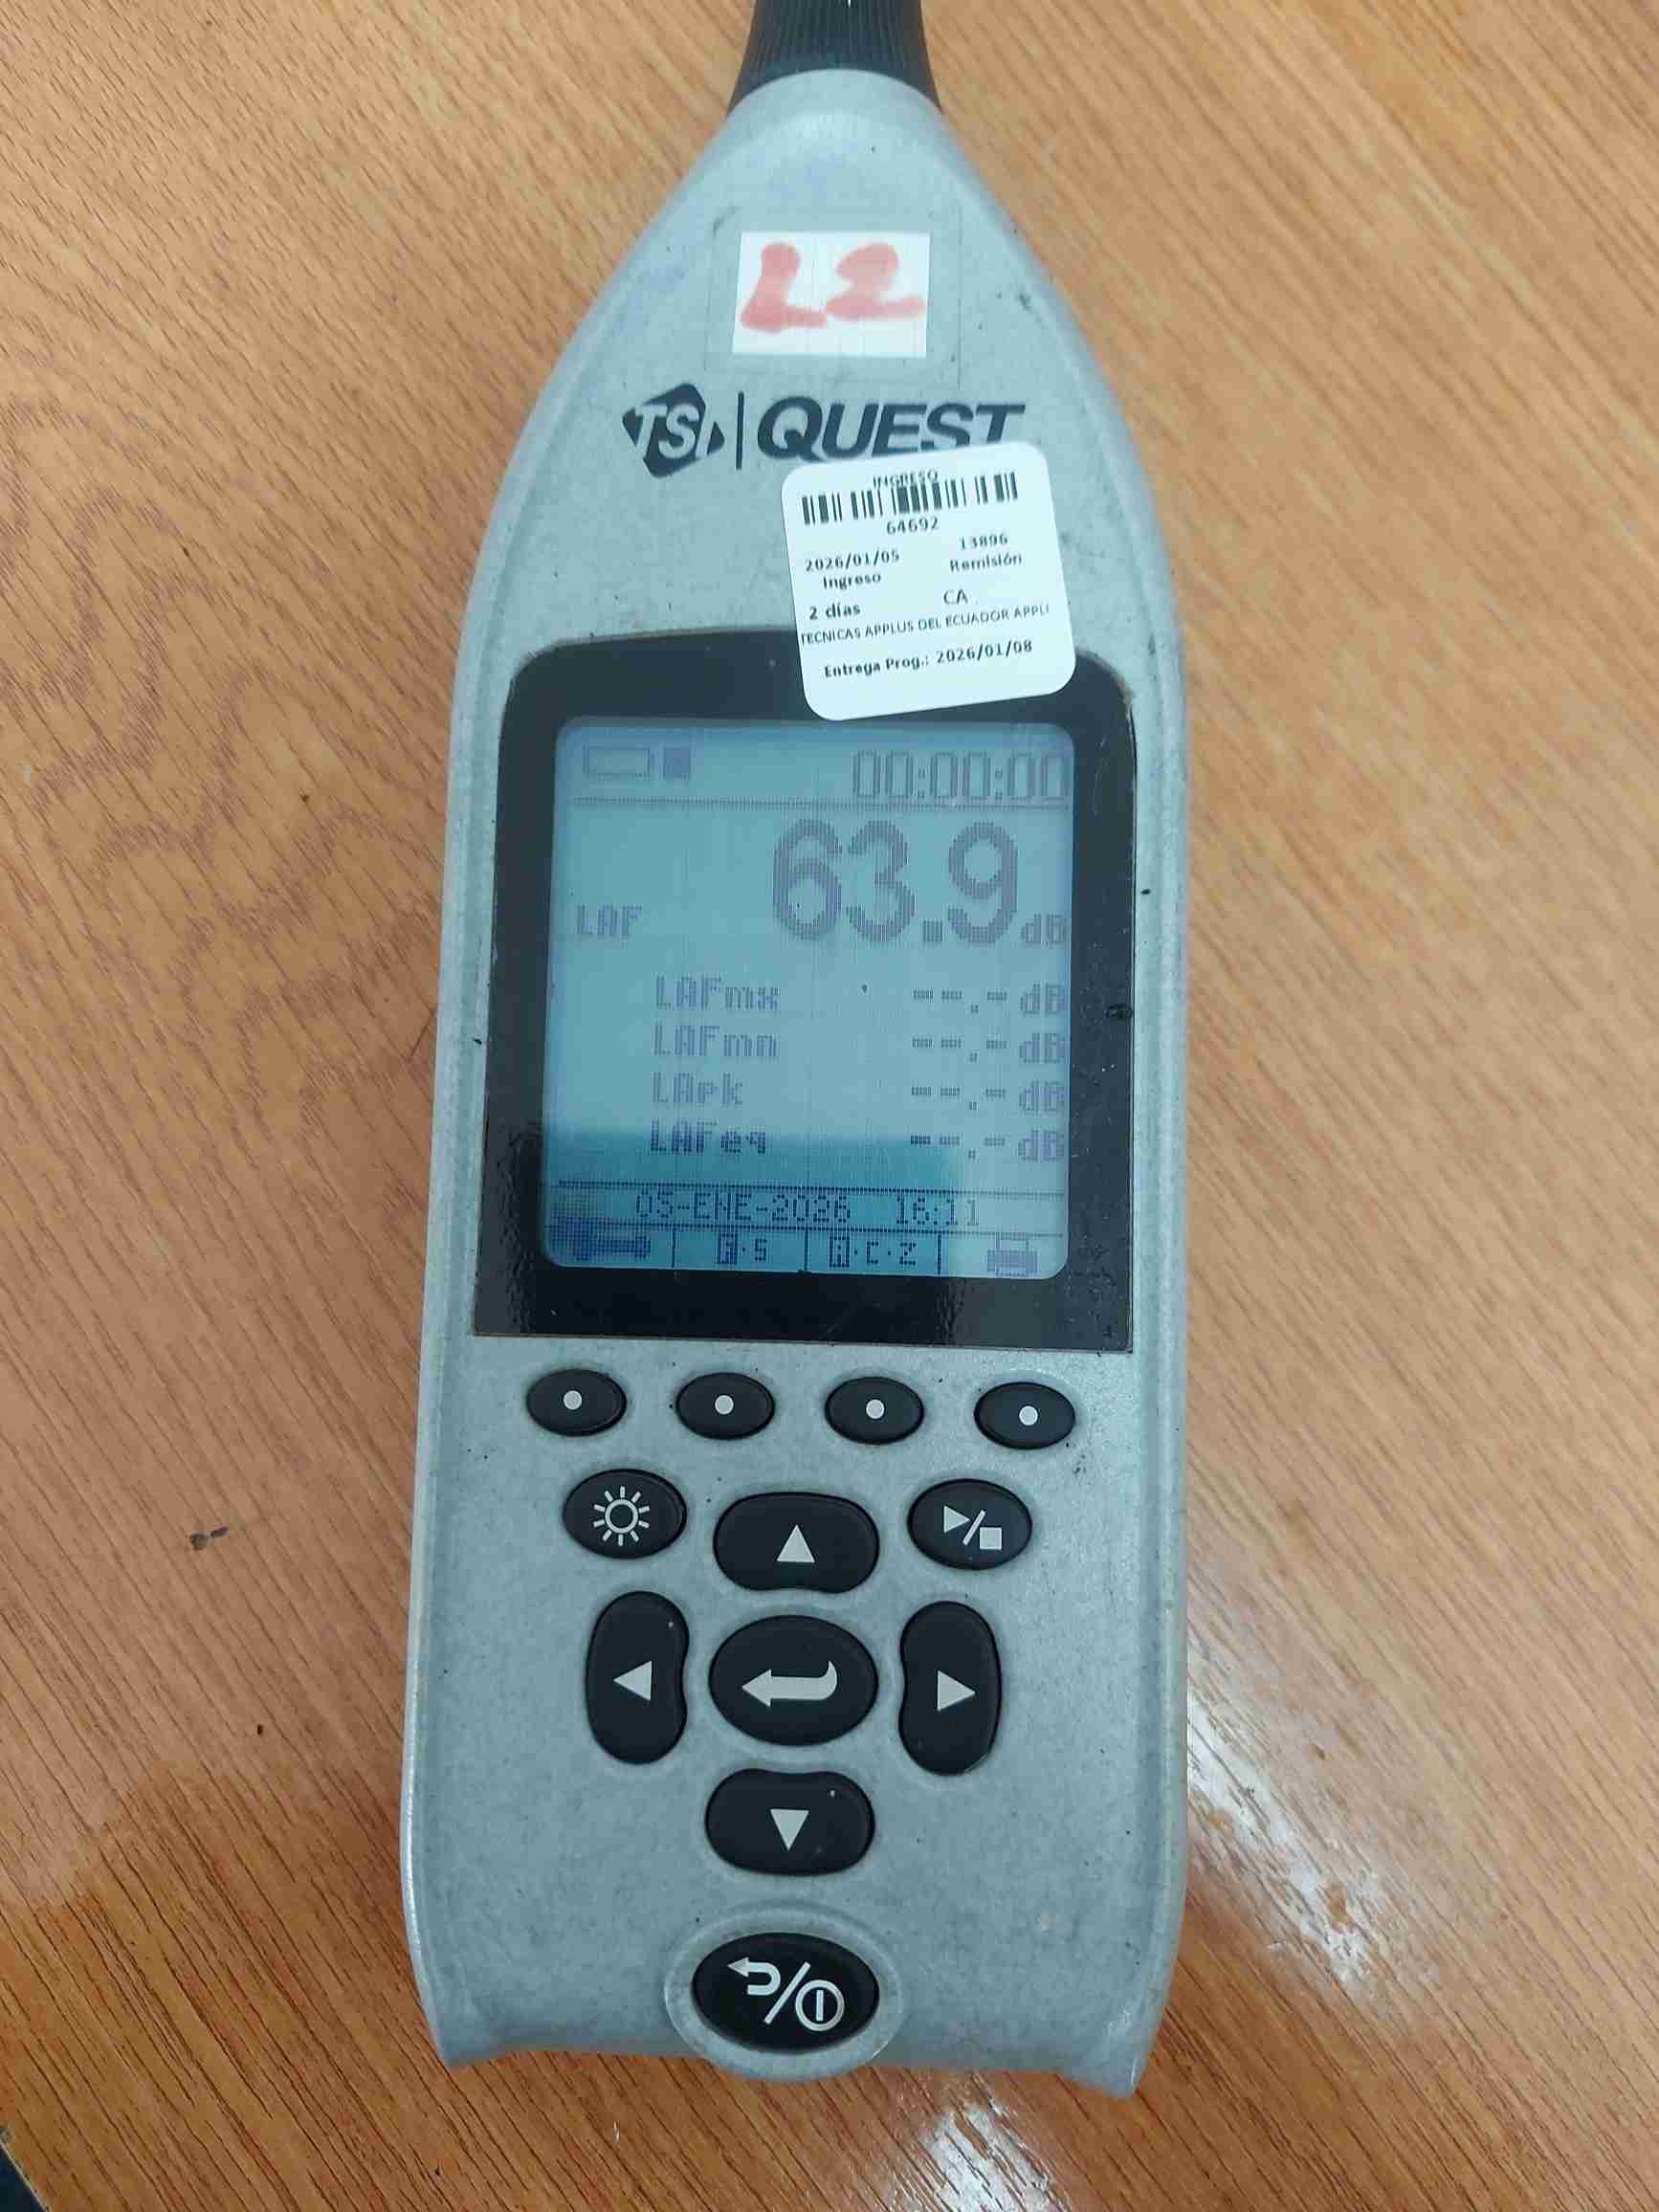 L2
TSI QUEST
INGRESO
64692
2026/01/05 13896
Ingreso Remisión
2 días CA
TECNICAS APPLUS DEL ECUADOR APPLI
Entrega Prog.: 2026/01/08
00:00:00
LAF 63.9 dB
LAFmx --.- dB
LAFmn --.- dB
LApk --.- dB
LAFeq --.- dB
05-ENE-2026 16:11
F·S A·C·Z